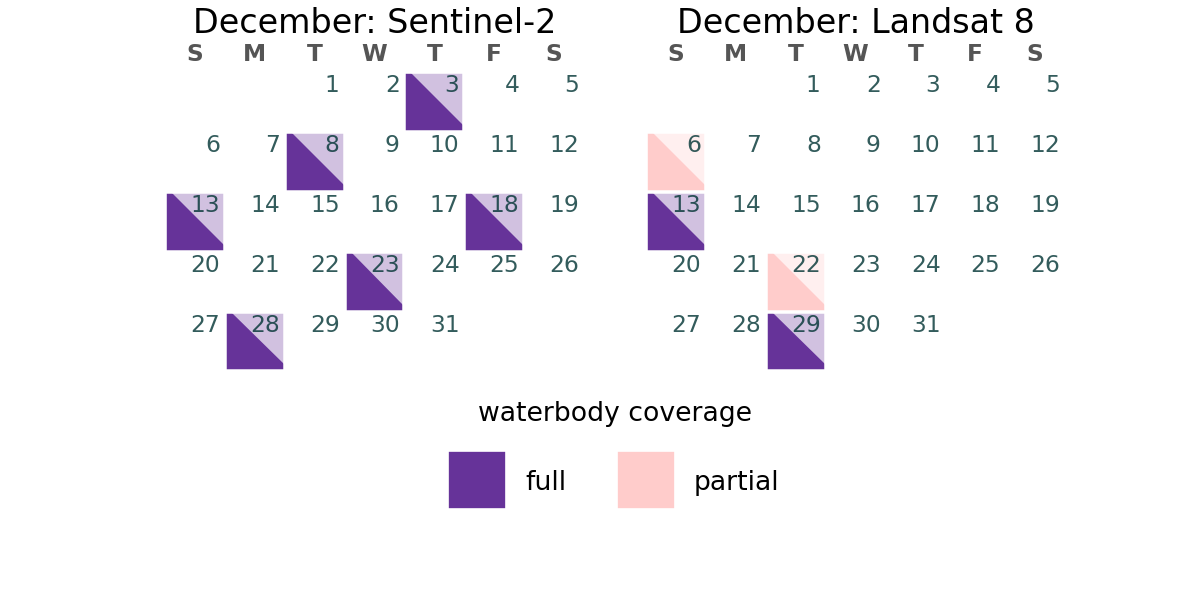 December: Sentinel-2
S M T W T F S
1 2 3 4 5
6 7 8 9 10 11 12
13 14 15 16 17 18 19
20 21 22 23 24 25 26
27 28 29 30 31
December: Landsat 8
S M T W T F S
1 2 3 4 5
6 7 8 9 10 11 12
13 14 15 16 17 18 19
20 21 22 23 24 25 26
27 28 29 30 31
waterbody coverage
full partial